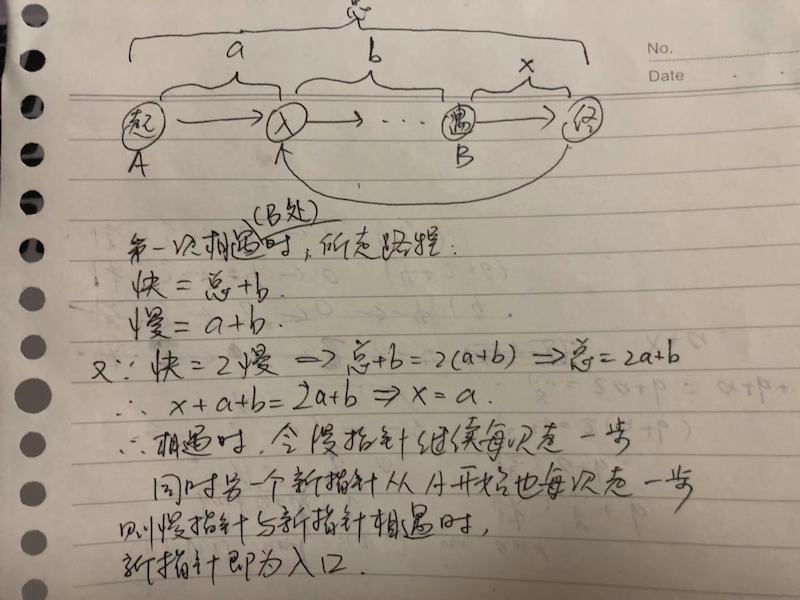 总
a
b
x
No.
Date
起
入
···
遇
终
A
B
(B处)
第一次相遇时,所走路程:
快=总+b.
慢=a+b.
又∵快=2慢 ⇒总+b=2(a+b) ⇒总=2a+b
∴ x+a+b=2a+b ⇒ x=a.
∴相遇时,令慢指针继续每次走一步
同时另一个新指针从A开始也每次走一步
则慢指针与新指针相遇时,
新指针即为入口.